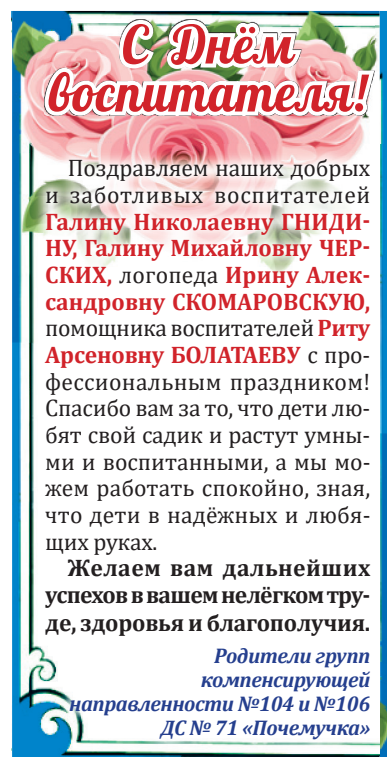 С Днём
воспитателя!
Поздравляем наших добрых
и заботливых воспитателей
Галину Николаевну ГНИДИ-
НУ, Галину Михайловну ЧЕР-
СКИХ, логопеда Ирину Алек-
сандровну СКОМАРОВСКУЮ,
помощника воспитателей Риту
Арсеновну БОЛАТАЕВУ с про-
фессиональным праздником!
Спасибо вам за то, что дети лю-
бят свой садик и растут умны-
ми и воспитанными, а мы мо-
жем работать спокойно, зная,
что дети в надёжных и любя-
щих руках.
Желаем вам дальнейших
успехов в вашем нелёгком тру-
де, здоровья и благополучия.
Родители групп
компенсирующей
направленности №104 и №106
ДС № 71 «Почемучка»